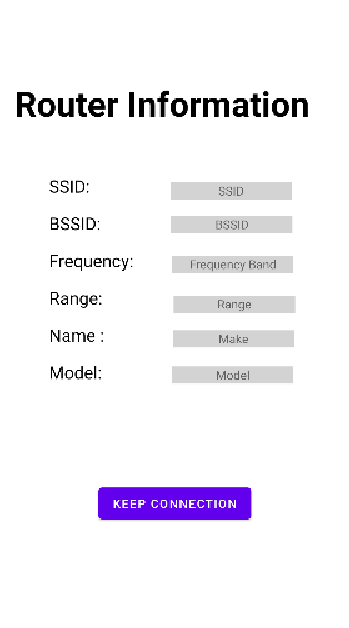 Router Information
SSID: SSID
BSSID: BSSID
Frequency: Frequency Band
Range: Range
Name : Make
Model: Model
KEEP CONNECTION